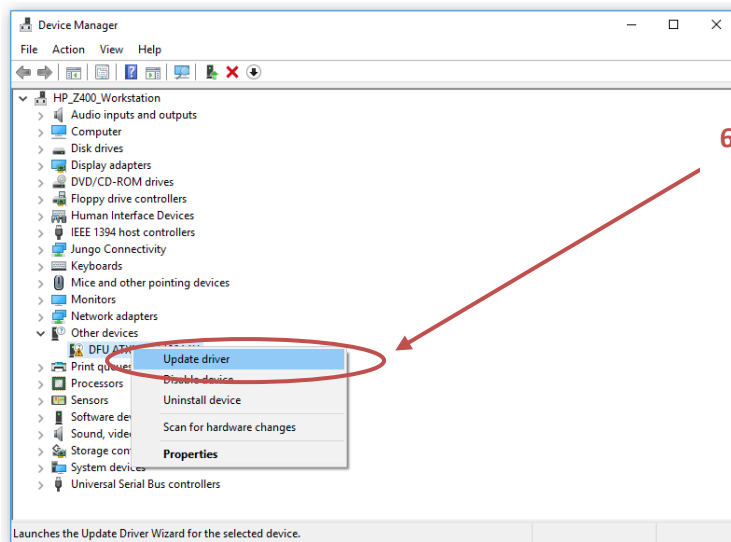 Device Manager
File Action View Help
HP_Z400_Workstation
Audio inputs and outputs
Computer
Disk drives
Display adapters
DVD/CD-ROM drives
Floppy drive controllers
Human Interface Devices
IEEE 1394 host controllers
Jungo Connectivity
Keyboards
Mice and other pointing devices
Monitors
Network adapters
Other devices
DFU
Update driver
Print queues
Disable device
Processors
Sensors
Uninstall device
Software
Sound,
Scan for hardware changes
Storage
Properties
System devices
Universal Serial Bus controllers
Launches the Update Driver Wizard for the selected device.
6